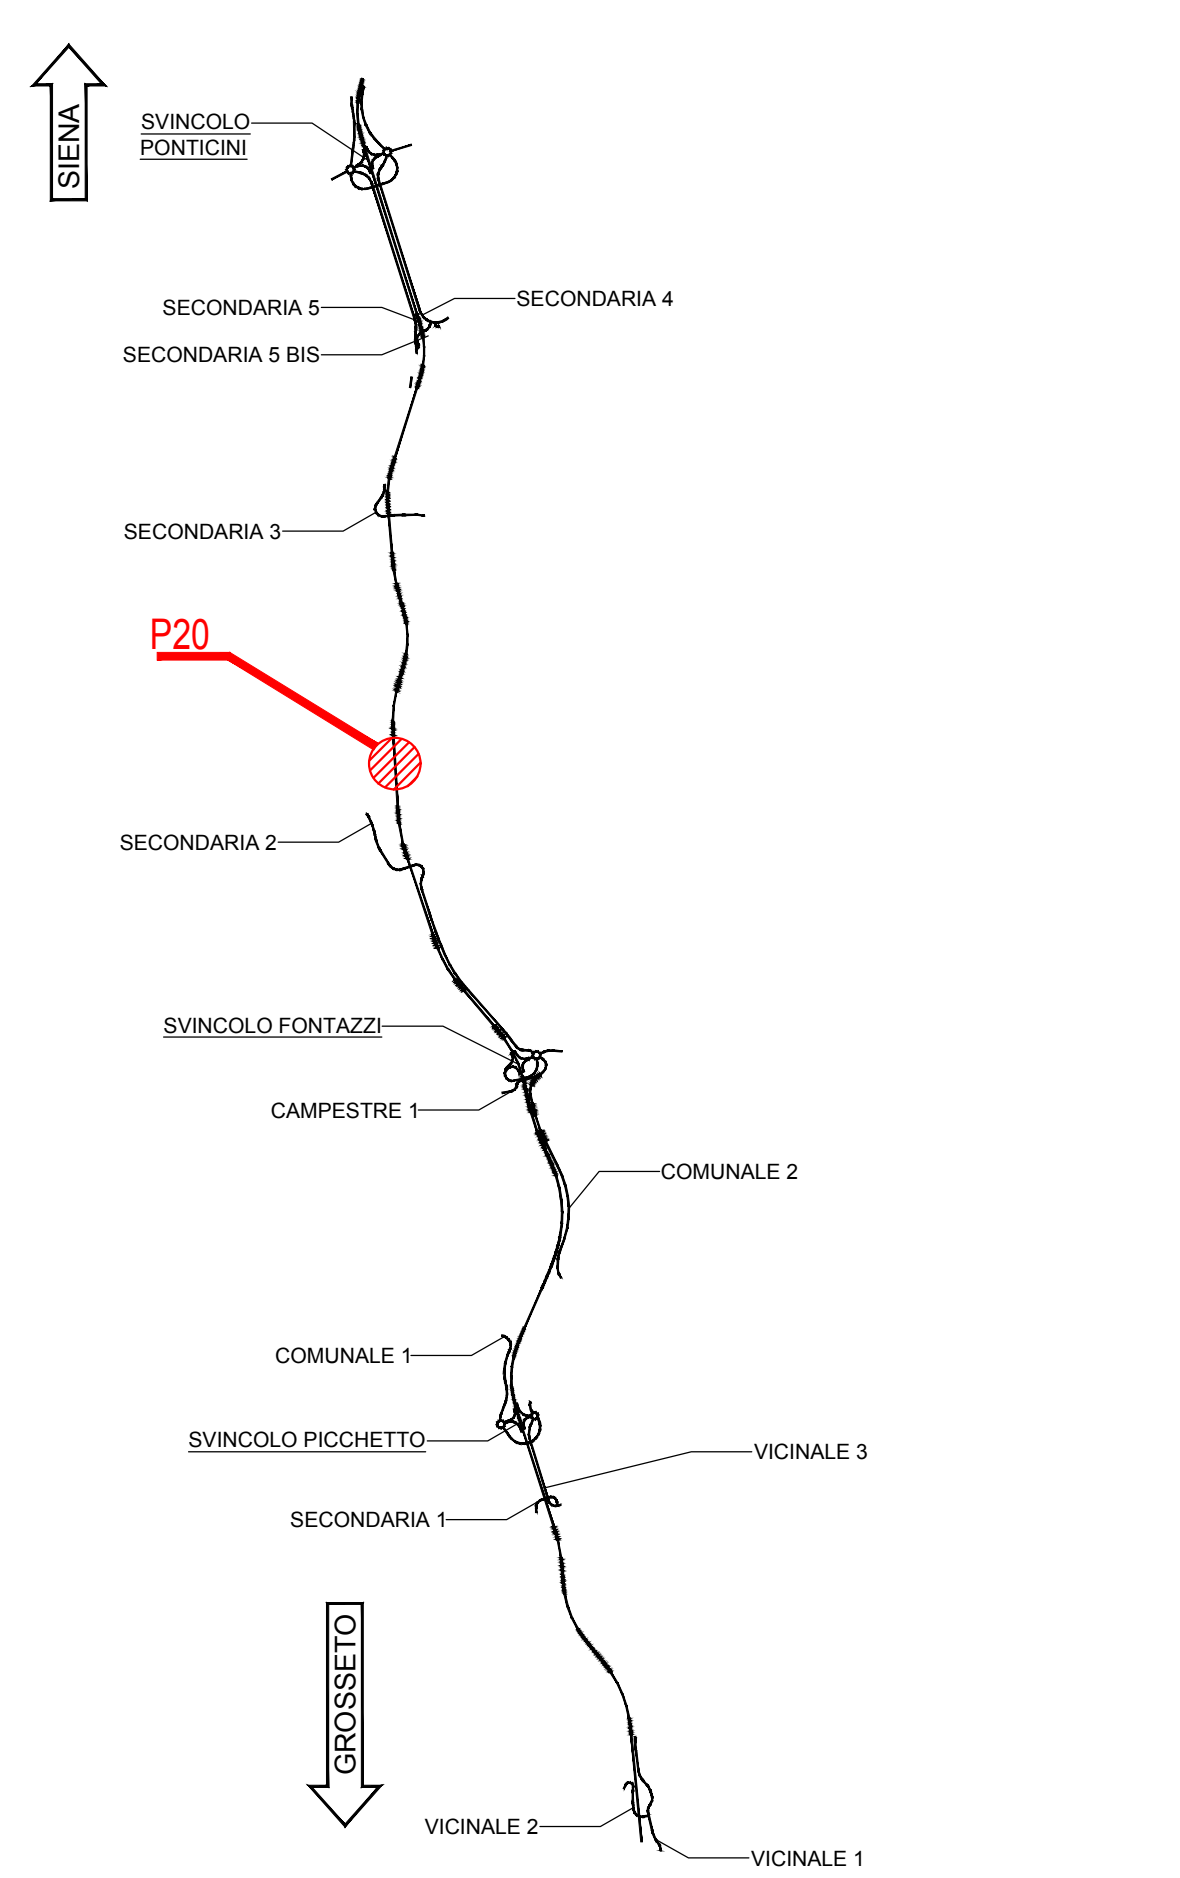 SIENA
SVINCOLO
PONTICINI
SECONDARIA 5
SECONDARIA 4
SECONDARIA 5 BIS
SECONDARIA 3
P20
SECONDARIA 2
SVINCOLO FONTAZZI
CAMPESTRE 1
COMUNALE 2
COMUNALE 1
SVINCOLO PICCHETTO
VICINALE 3
SECONDARIA 1
GROSSETO
VICINALE 2
VICINALE 1